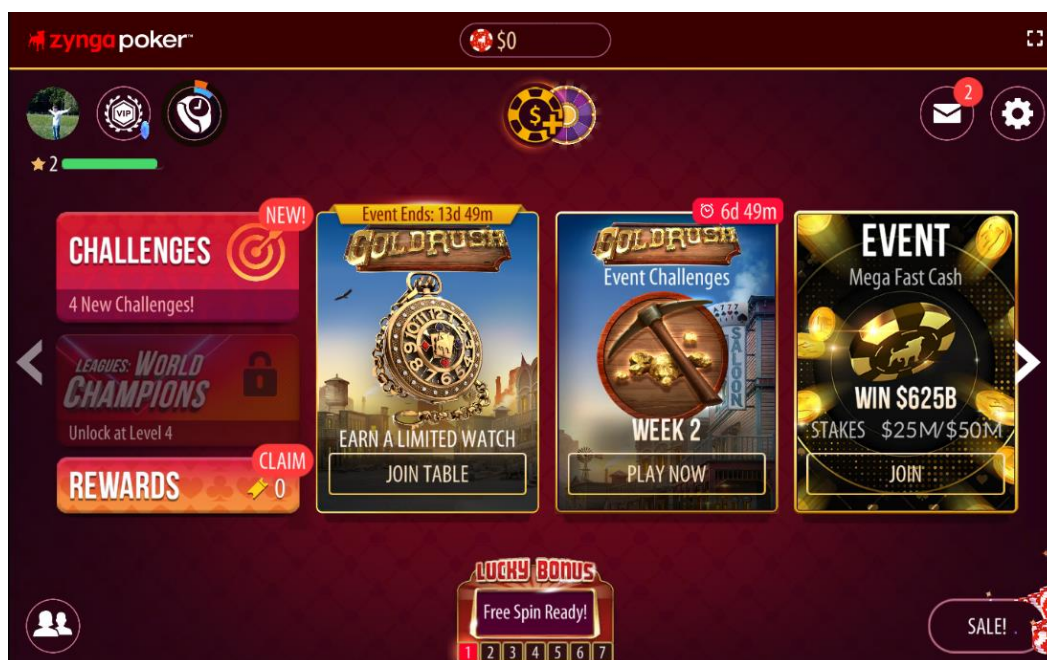 zynga poker™
$0
VIP
2
2
NEW!
CHALLENGES
4 New Challenges!
LEAGUES: WORLD
CHAMPIONS
Unlock at Level 4
CLAIM
REWARDS
0
Event Ends: 13d 49m
GOLDRUSH
EARN A LIMITED WATCH
JOIN TABLE
6d 49m
GOLDRUSH
Event Challenges
SALOON
WEEK 2
PLAY NOW
EVENT
Mega Fast Cash
WIN $625B
STAKES $25M/$50M
JOIN
LUCKY BONUS
Free Spin Ready!
1 2 3 4 5 6 7
SALE!